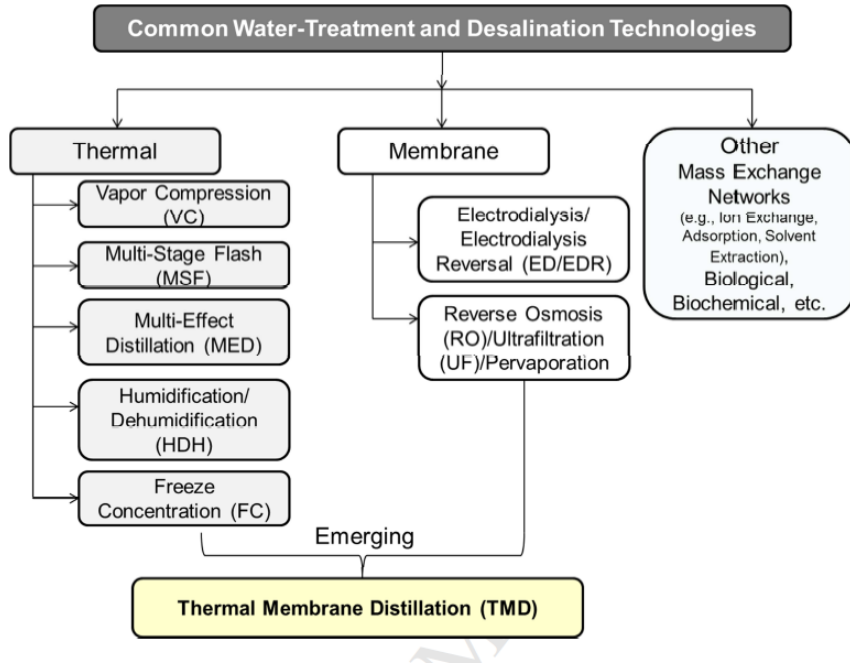 Common Water-Treatment and Desalination Technologies
Thermal
Vapor Compression
(VC)
Multi-Stage Flash
(MSF)
Multi-Effect
Distillation (MED)
Humidification/
Dehumidification
(HDH)
Freeze
Concentration (FC)
Membrane
Electrodialysis/
Electrodialysis
Reversal (ED/EDR)
Reverse Osmosis
(RO)/Ultrafiltration
(UF)/Pervaporation
Other
Mass Exchange
Networks
(e.g., Ion Exchange,
Adsorption, Solvent
Extraction),
Biological,
Biochemical, etc.
Emerging
Thermal Membrane Distillation (TMD)